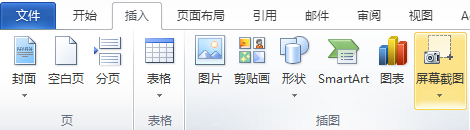 文件 开始 插入 页面布局 引用 邮件 审阅 视图
封面 空白页 分页 表格 图片 剪贴画 形状 SmartArt 图表 屏幕截图
页 表格 插图